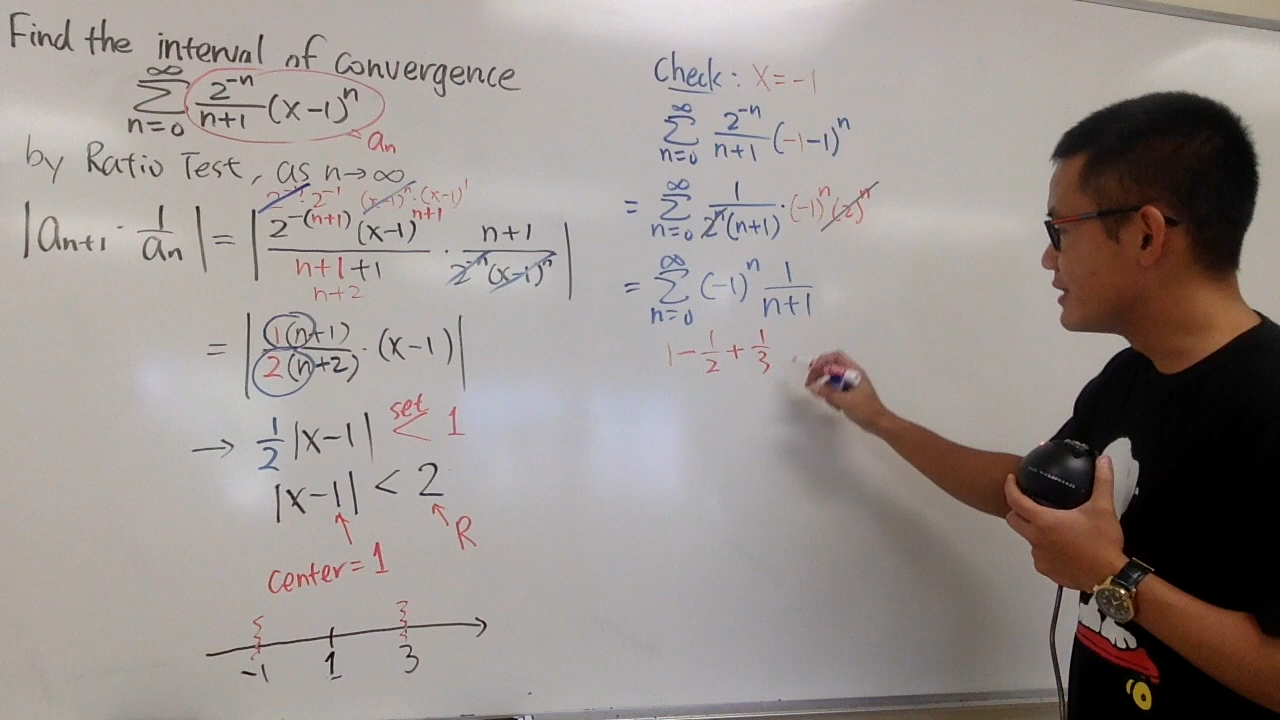 Find the interval of convergence
∞
∑ 2⁻ⁿ/(n+1) (x-1)ⁿ
n=0
aₙ
by Ratio Test, as n→∞
2⁻ⁿ·2⁻¹ (x-1)ⁿ·(x-1)¹
|aₙ₊₁ · 1/aₙ| = | 2^-(n+1) (x-1)^n+1 / n+1+1 · n+1 / 2⁻ⁿ(x-1)ⁿ |
n+2
= | 1(n+1) / 2(n+2) · (x-1) |
→ 1/2 |x-1| set < 1
|x-1| < 2
R
center = 1
-1 1 3
Check: x = -1
∞
∑ 2⁻ⁿ/(n+1) (-1-1)ⁿ
n=0
∞
= ∑ 1/(2ⁿ(n+1)) · (-1)ⁿ(2)ⁿ
n=0
∞
= ∑ (-1)ⁿ 1/(n+1)
n=0
1 - 1/2 + 1/3